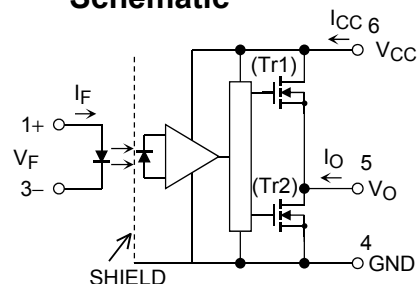 Schematic
ICC 6
VCC
(Tr1)
IF
1+
VF
3−
IO 5
VO
(Tr2)
4
GND
SHIELD